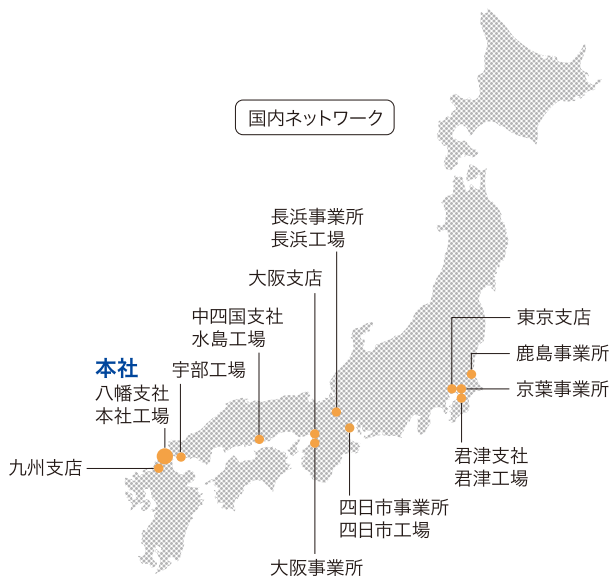 国内ネットワーク
長浜事業所
長浜工場
大阪支店
中四国支社
水島工場
本社
八幡支社
本社工場
宇部工場
九州支店
東京支店
鹿島事業所
京葉事業所
君津支社
君津工場
四日市事業所
四日市工場
大阪事業所